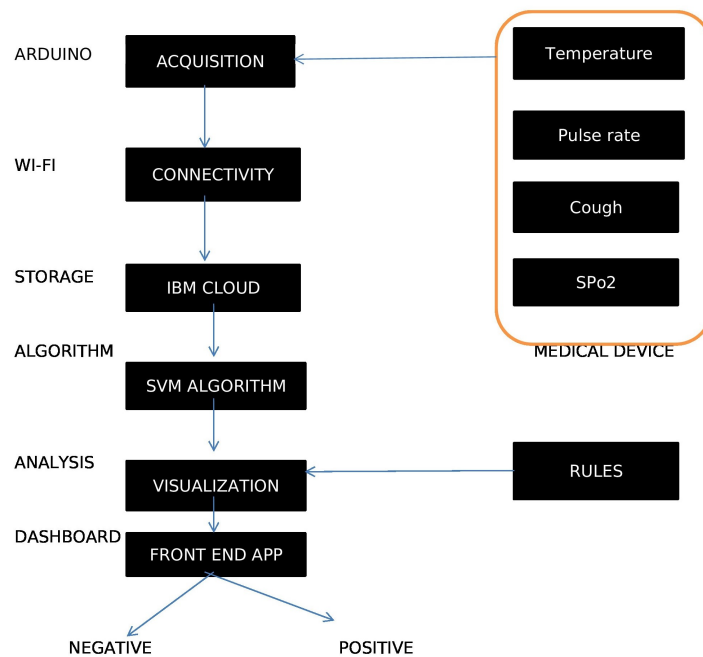 ARDUINO
ACQUISITION
Temperature
Pulse rate
WI-FI
CONNECTIVITY
Cough
STORAGE
IBM CLOUD
SPo2
ALGORITHM
MEDICAL DEVICE
SVM ALGORITHM
ANALYSIS
VISUALIZATION
RULES
DASHBOARD
FRONT END APP
NEGATIVE
POSITIVE